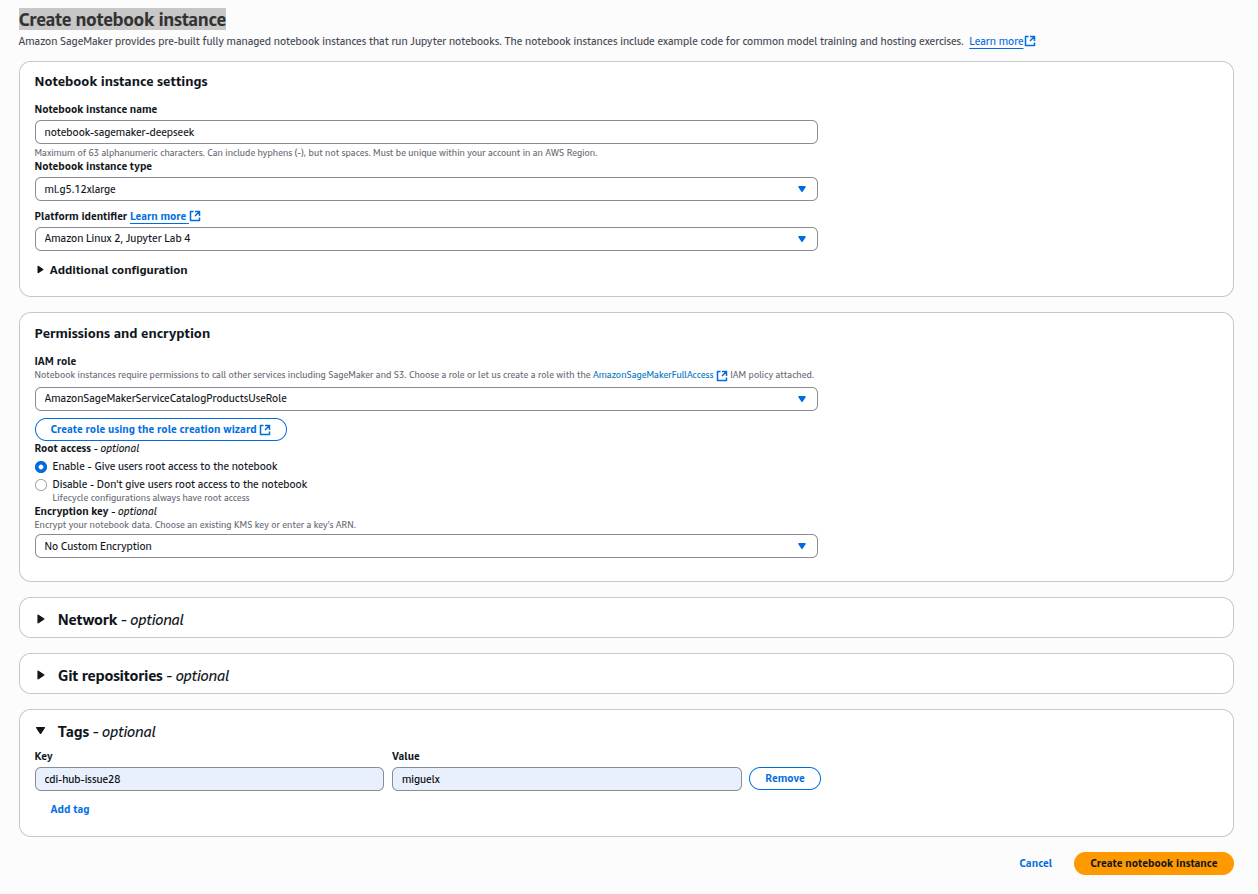 Create notebook instance
Amazon SageMaker provides pre-built fully managed notebook instances that run Jupyter notebooks. The notebook instances include example code for common model training and hosting exercises. Learn more
Notebook instance settings
Notebook instance name
notebook-sagemaker-deepseek
Maximum of 63 alphanumeric characters. Can include hyphens (-), but not spaces. Must be unique within your account in an AWS Region.
Notebook instance type
ml.g5.12xlarge
Platform identifier Learn more
Amazon Linux 2, Jupyter Lab 4
Additional configuration
Permissions and encryption
IAM role
Notebook instances require permissions to call other services including SageMaker and S3. Choose a role or let us create a role with the AmazonSageMakerFullAccess IAM policy attached.
AmazonSageMakerServiceCatalogProductsUseRole
Create role using the role creation wizard
Root access - optional
Enable - Give users root access to the notebook
Disable - Don't give users root access to the notebook
Lifecycle configurations always have root access
Encryption key - optional
Encrypt your notebook data. Choose an existing KMS key or enter a key's ARN.
No Custom Encryption
Network - optional
Git repositories - optional
Tags - optional
Key Value
cdi-hub-issue28 miguelx Remove
Add tag
Cancel Create notebook instance